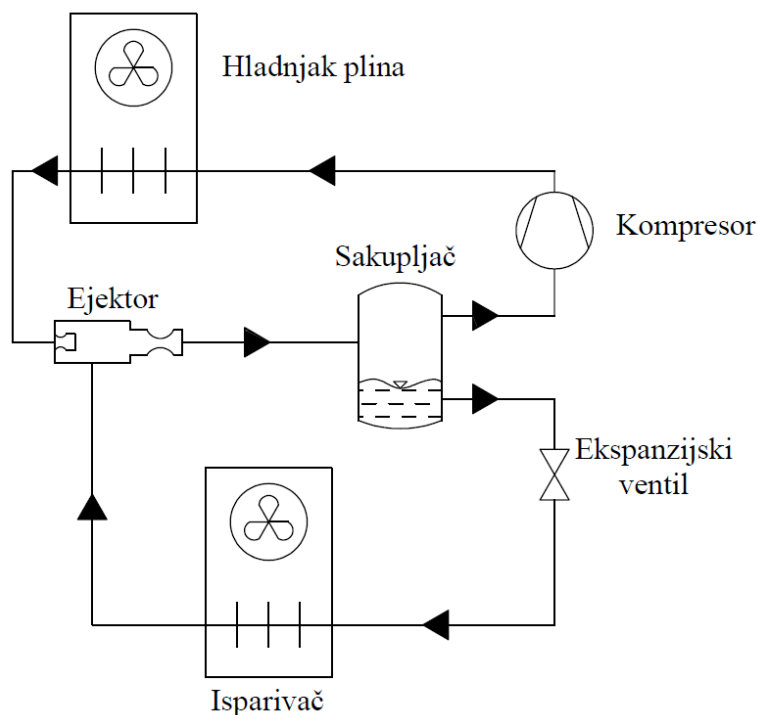 Hladnjak plina
Kompresor
Sakupljač
Ejektor
Ekspanzijski
ventil
Isparivač